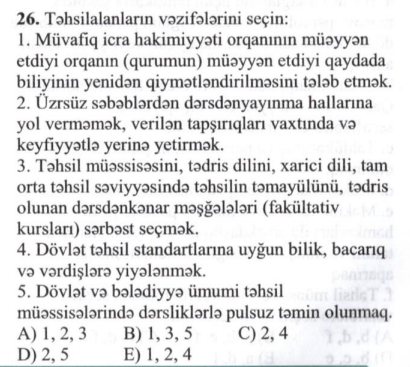 26. Təhsilalanların vəzifələrini seçin:
1. Müvafiq icra hakimiyyəti orqanının müəyyən
etdiyi orqanın (qurumun) müəyyən etdiyi qaydada
biliyinin yenidən qiymətləndirilməsini tələb etmək.
2. Üzrsüz səbəblərdən dərsdənyayınma hallarına
yol verməmək, verilən tapşırıqları vaxtında və
keyfiyyətlə yerinə yetirmək.
3. Təhsil müəssisəsini, tədris dilini, xarici dili, tam
orta təhsil səviyyəsində təhsilin təmayülünü, tədris
olunan dərsdənkənar məşğələləri (fakültativ
kursları) sərbəst seçmək.
4. Dövlət təhsil standartlarına uyğun bilik, bacarıq
və vərdişlərə yiyələnmək.
5. Dövlət və bələdiyyə ümumi təhsil
müəssisələrində dərsliklərlə pulsuz təmin olunmaq.
A) 1, 2, 3 B) 1, 3, 5 C) 2, 4
D) 2, 5 E) 1, 2, 4